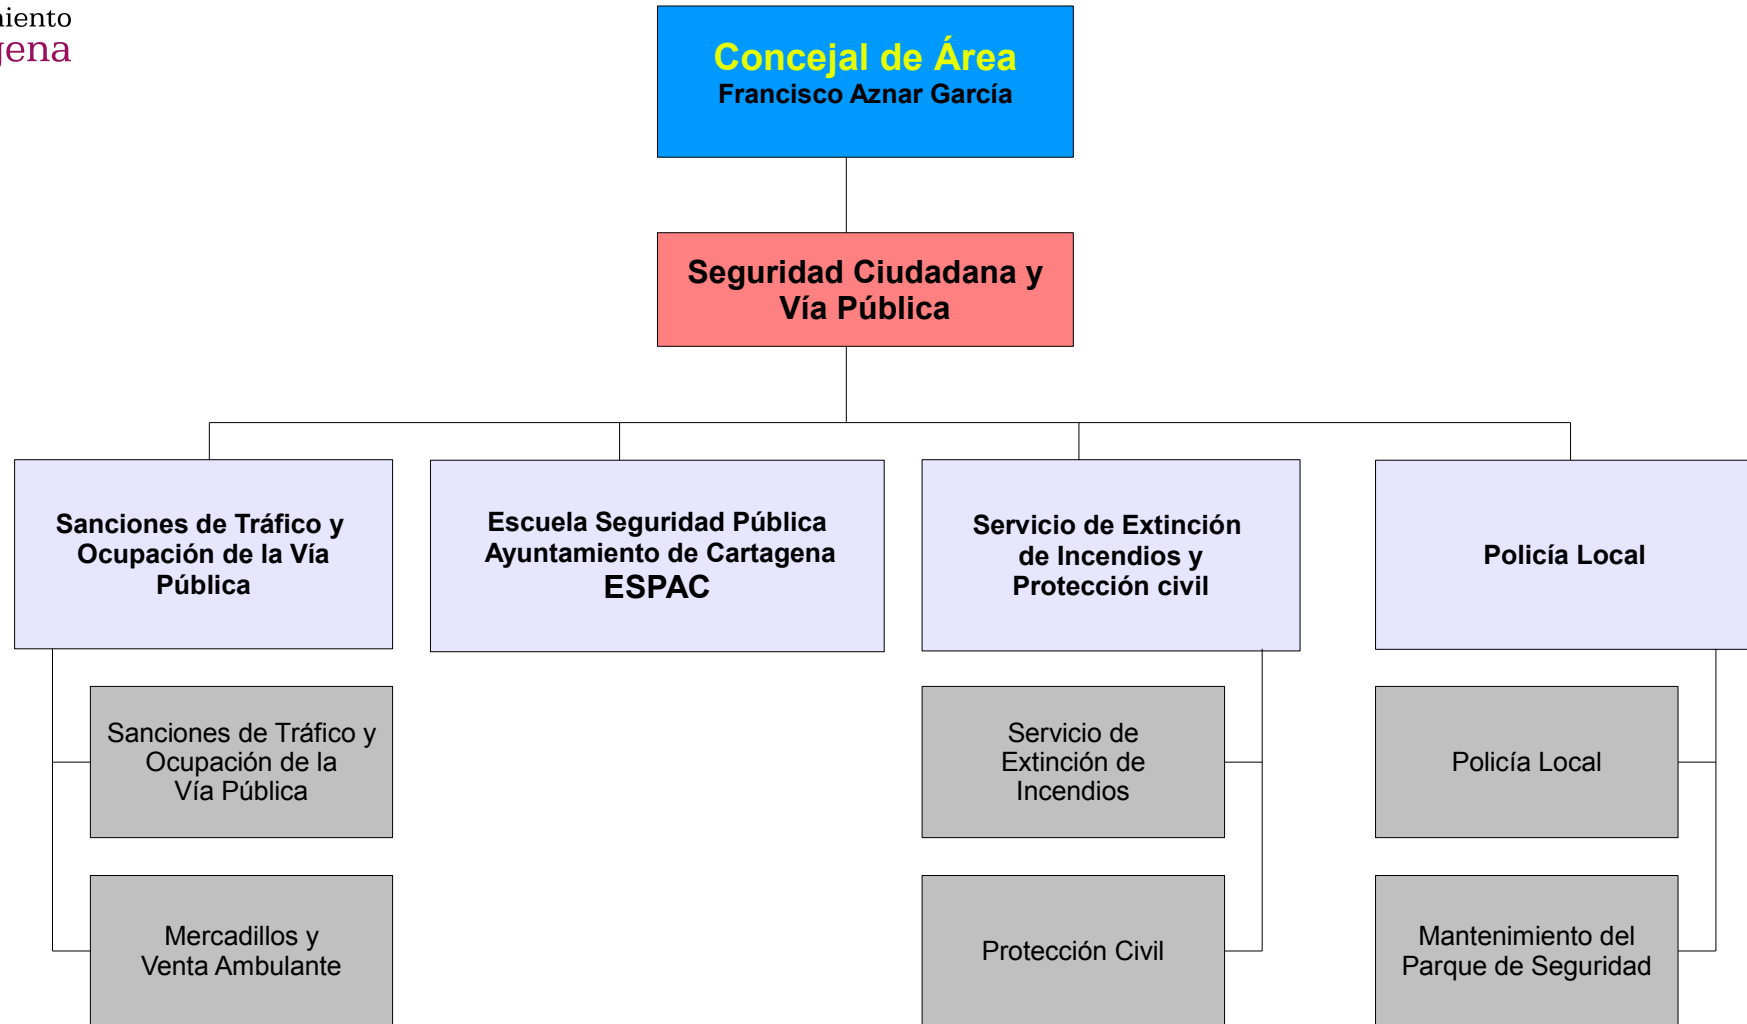 gena
Concejal de Área
Francisco Aznar García
Seguridad Ciudadana y
Vía Pública
Sanciones de Tráfico y
Ocupación de la Vía
Pública
Escuela Seguridad Pública
Ayuntamiento de Cartagena
ESPAC
Servicio de Extinción
de Incendios y
Protección civil
Policía Local
Sanciones de Tráfico y
Ocupación de la
Vía Pública
Servicio de
Extinción de
Incendios
Policía Local
Mercadillos y
Venta Ambulante
Protección Civil
Mantenimiento del
Parque de Seguridad